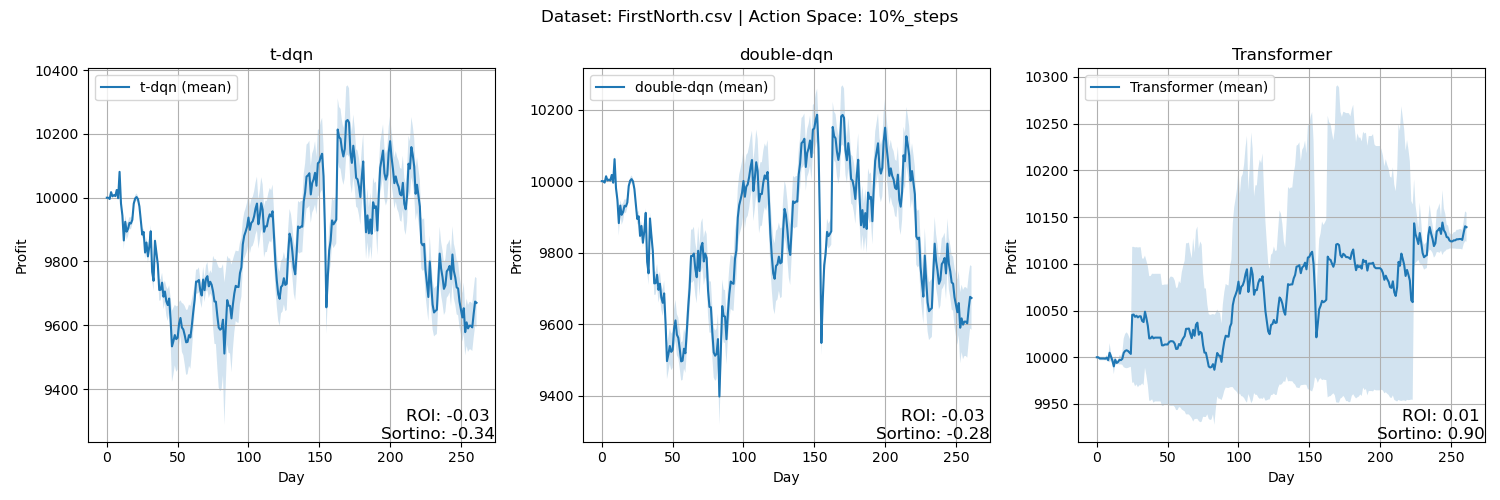 Dataset: FirstNorth.csv | Action Space: 10%_steps
t-dqn
t-dqn (mean)
Profit
10400
10200
10000
9800
9600
9400
0
50
100
150
200
250
Day
ROI: -0.03
Sortino: -0.34
double-dqn
double-dqn (mean)
Profit
10200
10000
9800
9600
9400
0
50
100
150
200
250
Day
ROI: -0.03
Sortino: -0.28
Transformer
Transformer (mean)
Profit
10300
10250
10200
10150
10100
10050
10000
9950
0
50
100
150
200
250
Day
ROI: 0.01
Sortino: 0.90